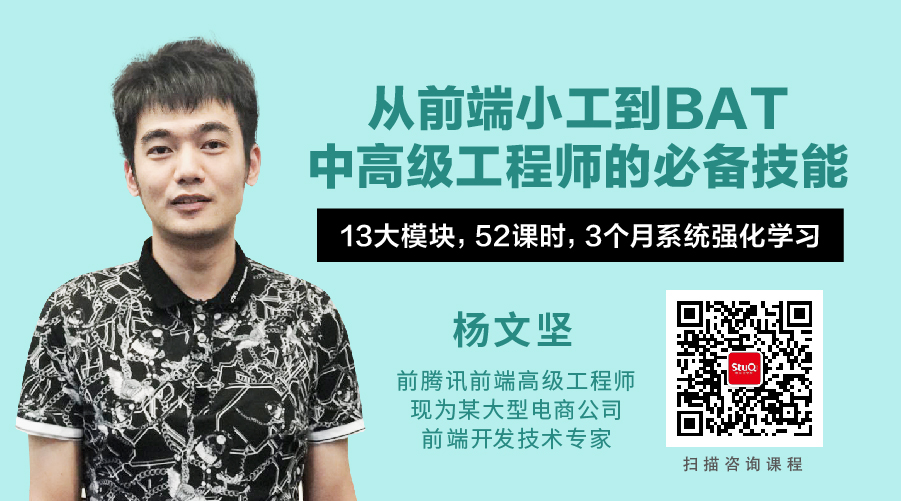 从前端小工到BAT
中高级工程师的必备技能
13大模块，52课时，3个月系统强化学习
杨文坚
前腾讯前端高级工程师
现为某大型电商公司
前端开发技术专家
StuQ
扫描咨询课程